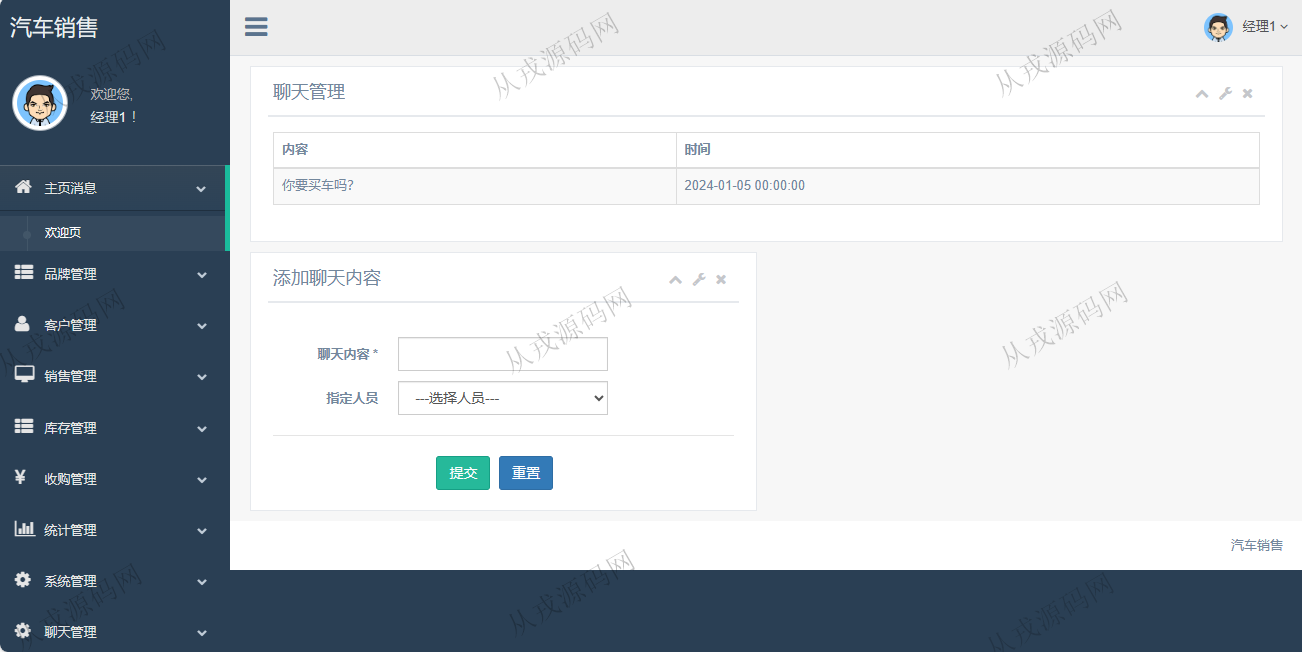 汽车销售
欢迎您,
经理1！
主页消息
欢迎页
品牌管理
客户管理
销售管理
库存管理
收购管理
统计管理
系统管理
聊天管理
经理1
聊天管理
内容 时间
你要买车吗? 2024-01-05 00:00:00
添加聊天内容
聊天内容 *
指定人员 ---选择人员---
提交 重置
汽车销售
从戎源码网
从戎源码网
从戎源码网
从戎源码网
从戎源码网
从戎源码网
从戎源码网
从戎源码网
从戎源码网